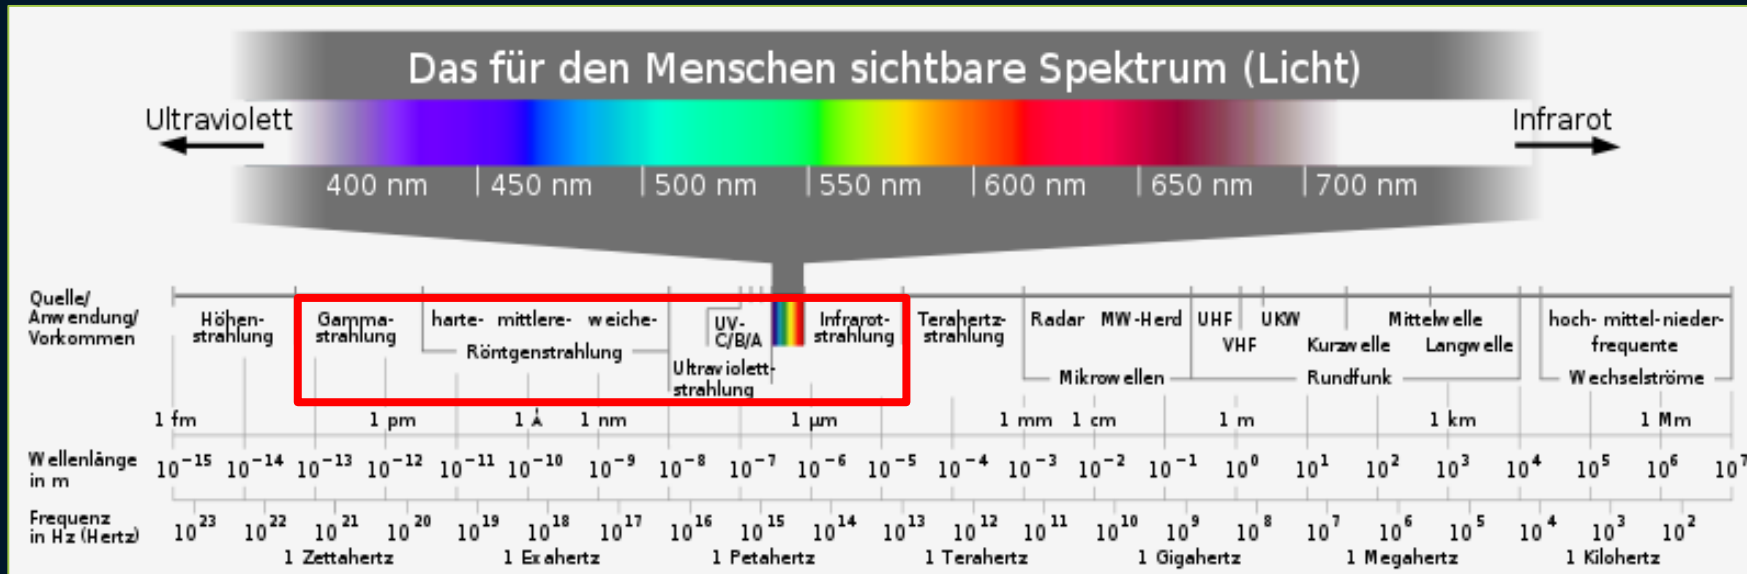 Das für den Menschen sichtbare Spektrum (Licht)
Ultraviolett
Infrarot
400 nm 450 nm 500 nm 550 nm 600 nm 650 nm 700 nm
Quelle/
Anwendung/
Vorkommen
Höhen-
strahlung
Gamma-
strahlung
harte- mittlere- weiche-
Röntgenstrahlung
UV-
C/B/A
Ultraviolett-
strahlung
Infrarot-
strahlung
Terahertz-
strahlung
Radar MW-Herd
Mikrowellen
UHF UKW Mittelwelle
VHF Kurzwelle Langwelle
Rundfunk
hoch- mittel- nieder-
frequente
Wechselströme
1 fm 1 pm 1 Å 1 nm 1 µm 1 mm 1 cm 1 m 1 km 1 Mm
Wellenlänge
in m
10⁻¹⁵ 10⁻¹⁴ 10⁻¹³ 10⁻¹² 10⁻¹¹ 10⁻¹⁰ 10⁻⁹ 10⁻⁸ 10⁻⁷ 10⁻⁶ 10⁻⁵ 10⁻⁴ 10⁻³ 10⁻² 10⁻¹ 10⁰ 10¹ 10² 10³ 10⁴ 10⁵ 10⁶ 10⁷
Frequenz
in Hz (Hertz)
10²³ 10²² 10²¹ 10²⁰ 10¹⁹ 10¹⁸ 10¹⁷ 10¹⁶ 10¹⁵ 10¹⁴ 10¹³ 10¹² 10¹¹ 10¹⁰ 10⁹ 10⁸ 10⁷ 10⁶ 10⁵ 10⁴ 10³ 10²
1 Zettahertz 1 Exahertz 1 Petahertz 1 Terahertz 1 Gigahertz 1 Megahertz 1 Kilohertz